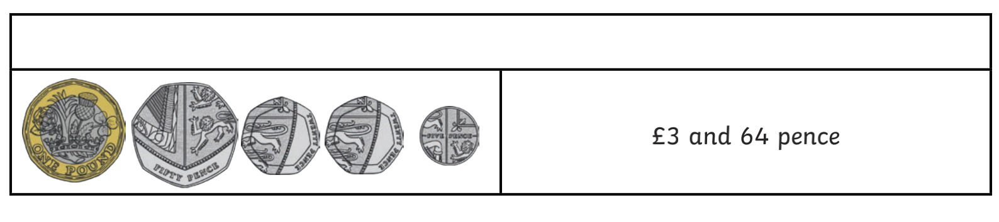 ONE POUND
FIFTY PENCE
TWENTY PENCE
TWENTY PENCE
FIVE PENCE
£3 and 64 pence